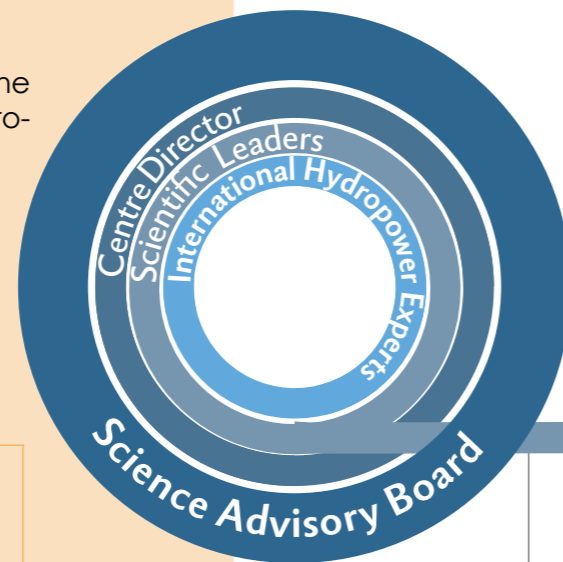 Centre Director
Scientific Leaders
International Hydropower Experts
Science Advisory Board